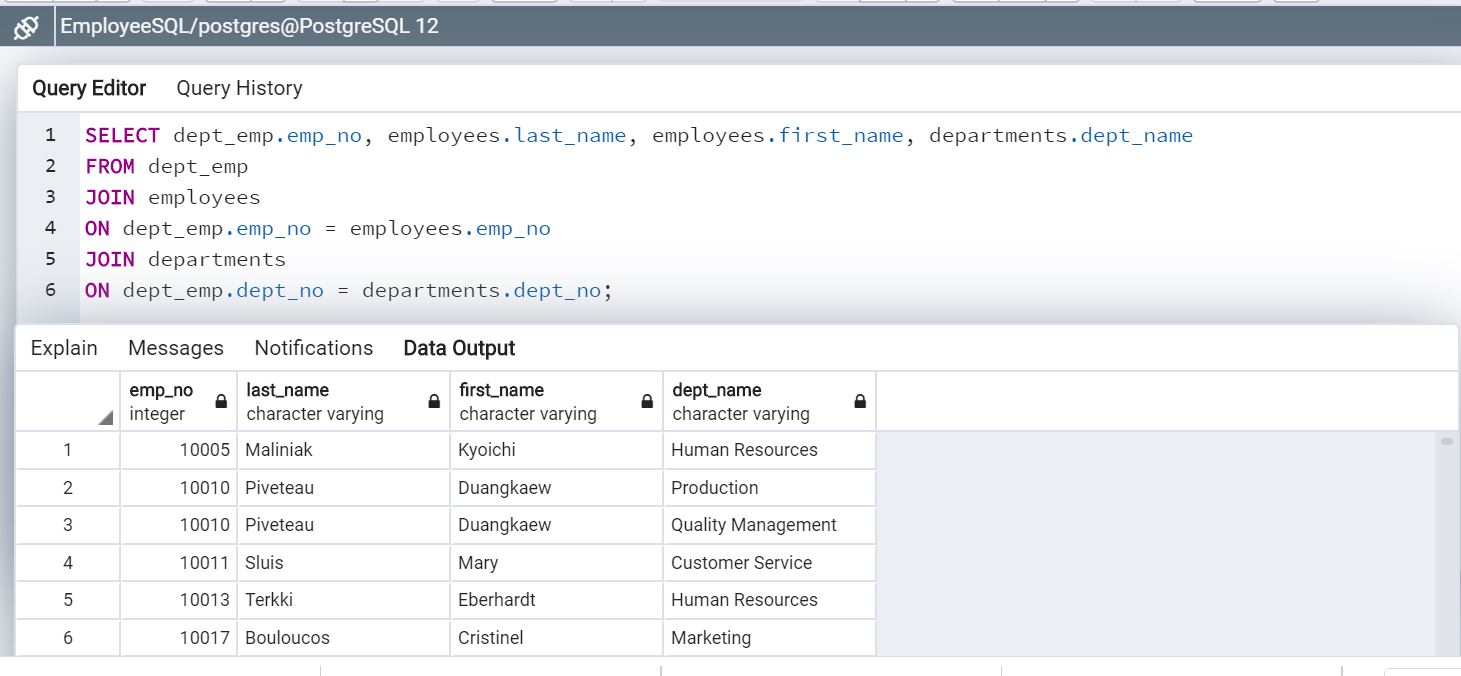 EmployeeSQL/postgres@PostgreSQL 12
Query Editor Query History
1 SELECT dept_emp.emp_no, employees.last_name, employees.first_name, departments.dept_name
2 FROM dept_emp
3 JOIN employees
4 ON dept_emp.emp_no = employees.emp_no
5 JOIN departments
6 ON dept_emp.dept_no = departments.dept_no;
Explain Messages Notifications Data Output
emp_no last_name first_name dept_name
integer character varying character varying character varying
1 10005 Maliniak Kyoichi Human Resources
2 10010 Piveteau Duangkaew Production
3 10010 Piveteau Duangkaew Quality Management
4 10011 Sluis Mary Customer Service
5 10013 Terkki Eberhardt Human Resources
6 10017 Bouloucos Cristinel Marketing